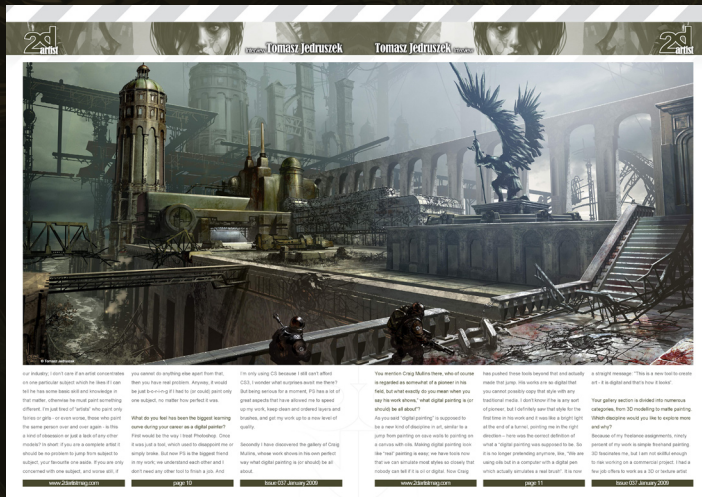 2d artist
interview Tomasz Jedruszek
Tomasz Jedruszek interview
2d artist
© Tomasz Jedruszek
our industry, I don't care if an artist concentrates
on one particular subject which he likes if I can
tell he has some basic skill and knowledge in
that matter, otherwise he must paint something
different. I'm just tired of 'artists' who paint only
fairies or girls - or even worse, those who paint
the same person over and over again - is this
a kind of obsession or just a lack of any other
models? In short: if you are a complete artist it
should be no problem to jump from subject to
subject, your favourite one aside. If you are only
concerned with one subject, and worse still, if
you cannot do anything else apart from that,
then you have real problem. Anyway, it would
be just b-o-r-i-n-g if I had to (or could) paint only
one subject, no matter how perfect it was.
What do you feel has been the biggest learning
curve during your career as a digital painter?
First would be the way I treat Photoshop. Once
it was just a tool, which used to disappoint me or
simply broke. But now PS is the biggest friend
in my work; we understand each other and I
don't need any other tool to finish a job. And
I'm only using CS because I still can't afford
CS3, I wonder what surprises await me there?
But being serious for a moment, PS has a lot of
great aspects that have allowed me to speed
up my work, keep clean and ordered layers and
brushes, and get my work up to a new level of
quality.
Secondly I have discovered the gallery of Craig
Mullins, whose work shows in his own perfect
way what digital painting is (or should) be all
about.
www.2dartistmag.com
page 10
Issue 037 January 2009
You mention Craig Mullins there, who of course
is regarded as somewhat of a pioneer in his
field, but what exactly do you mean when you
say his work shows," what digital painting is (or
should) be all about"?
As you said "digital painting" is supposed to
be a new kind of discipline in art, similar to a
jump from painting on cave walls to painting on
a canvas with oils. Making digital painting look
like "real" painting is easy; we have tools now
that we can simulate most styles so closely that
nobody can tell if it is oil or digital. Now Craig
has pushed these tools beyond that and actually
made that jump. His works are so digital that
you cannot possibly copy that style with any
traditional media. I don't know if he is any sort
of pioneer, but I definitely saw that style for the
first time in his work and it was like a bright light
at the end of a tunnel, pointing me in the right
direction – here was the correct definition of
what a "digital painting" was supposed to be. So
it is no longer pretending anymore, like, "We are
using oils but in a computer with a digital pen
which actually simulates a real brush". It is now
a straight message: "This is a new tool-to-create
art - it is digital and that's how it looks".
Your gallery section is divided into numerous
categories, from 3D modelling to matte painting.
Which discipline would you like to explore more
and why?
Because of my freelance assignments, ninety
percent of my work is simple freehand painting.
3D fascinates me, but I am not skilful enough
to risk working on a commercial project. I had a
few job offers to work as a 3D or texture artist
www.2dartistmag.com
page 11
Issue 037 January 2009